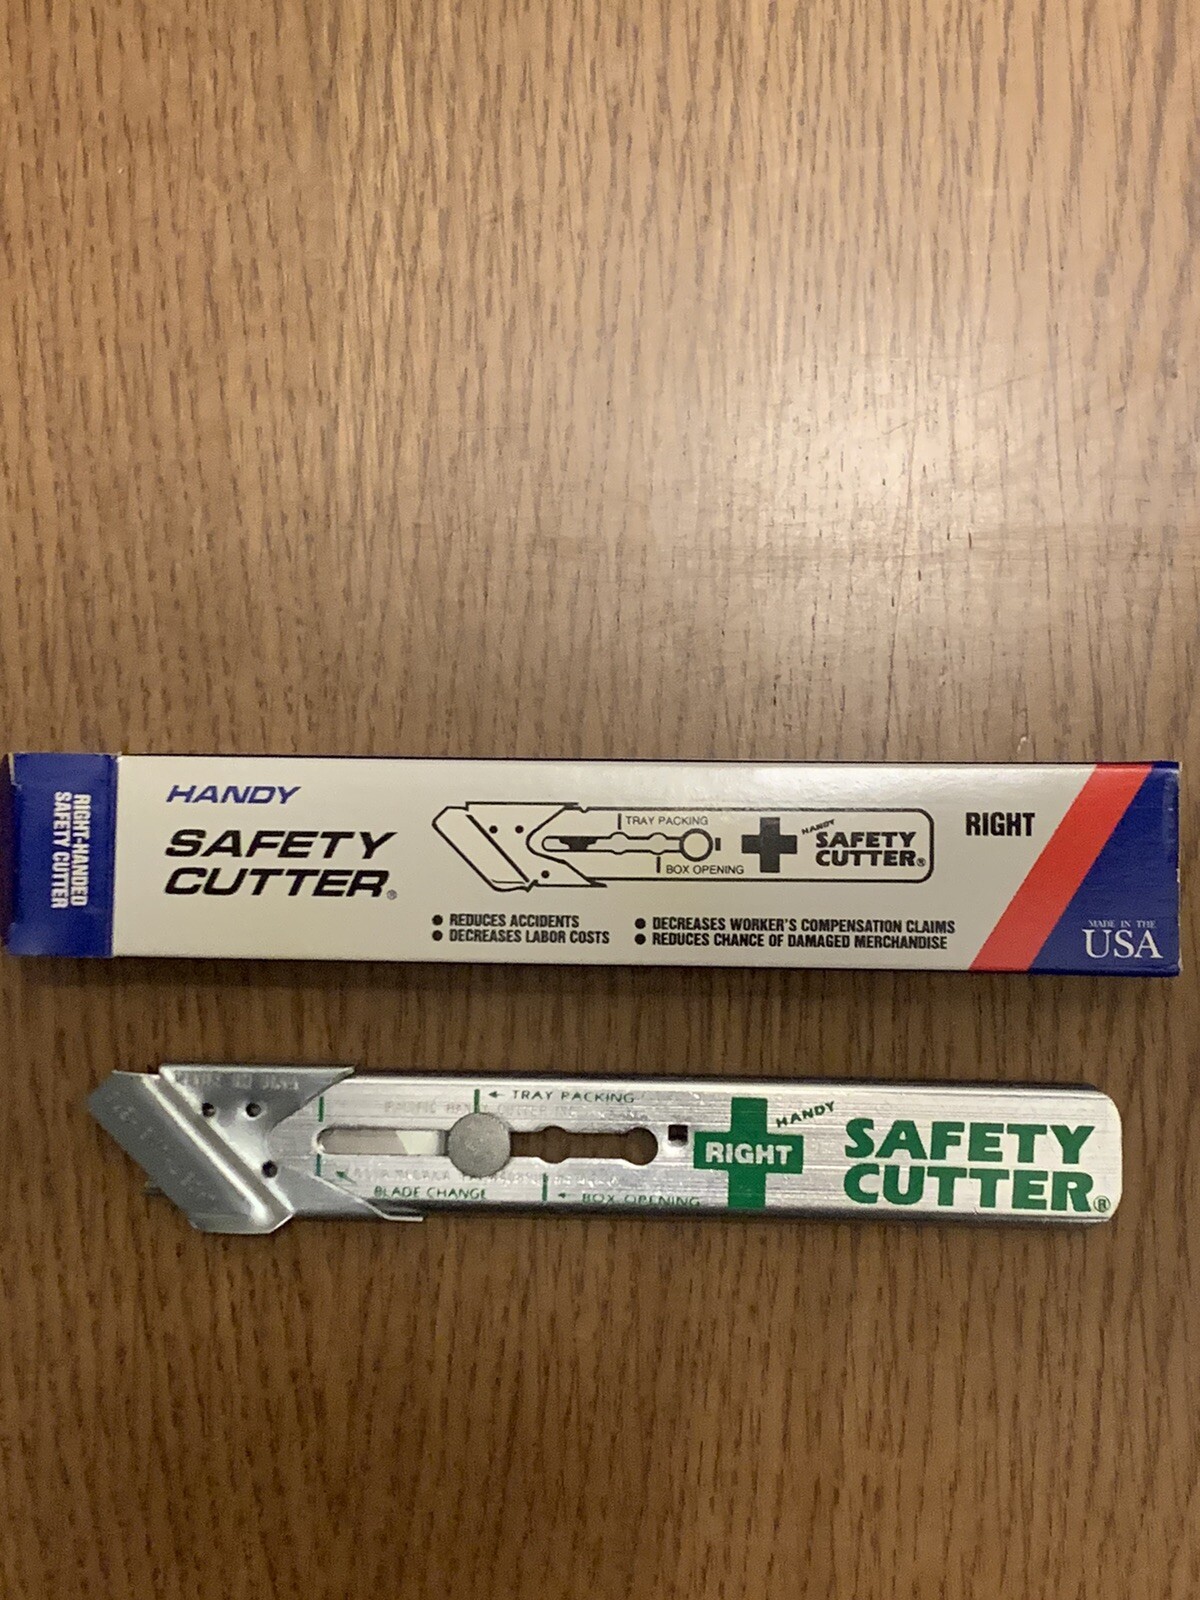 RIGHT-HANDED
SAFETY CUTTER
HANDY
SAFETY
CUTTER®
TRAY PACKING
BOX OPENING
HANDY
SAFETY
CUTTER®
RIGHT
REDUCES ACCIDENTS
DECREASES LABOR COSTS
DECREASES WORKER'S COMPENSATION CLAIMS
REDUCES CHANCE OF DAMAGED MERCHANDISE
MADE IN THE
USA
TRAY PACKING
BLADE CHANGE
BOX OPENING
RIGHT
HANDY
SAFETY
CUTTER®